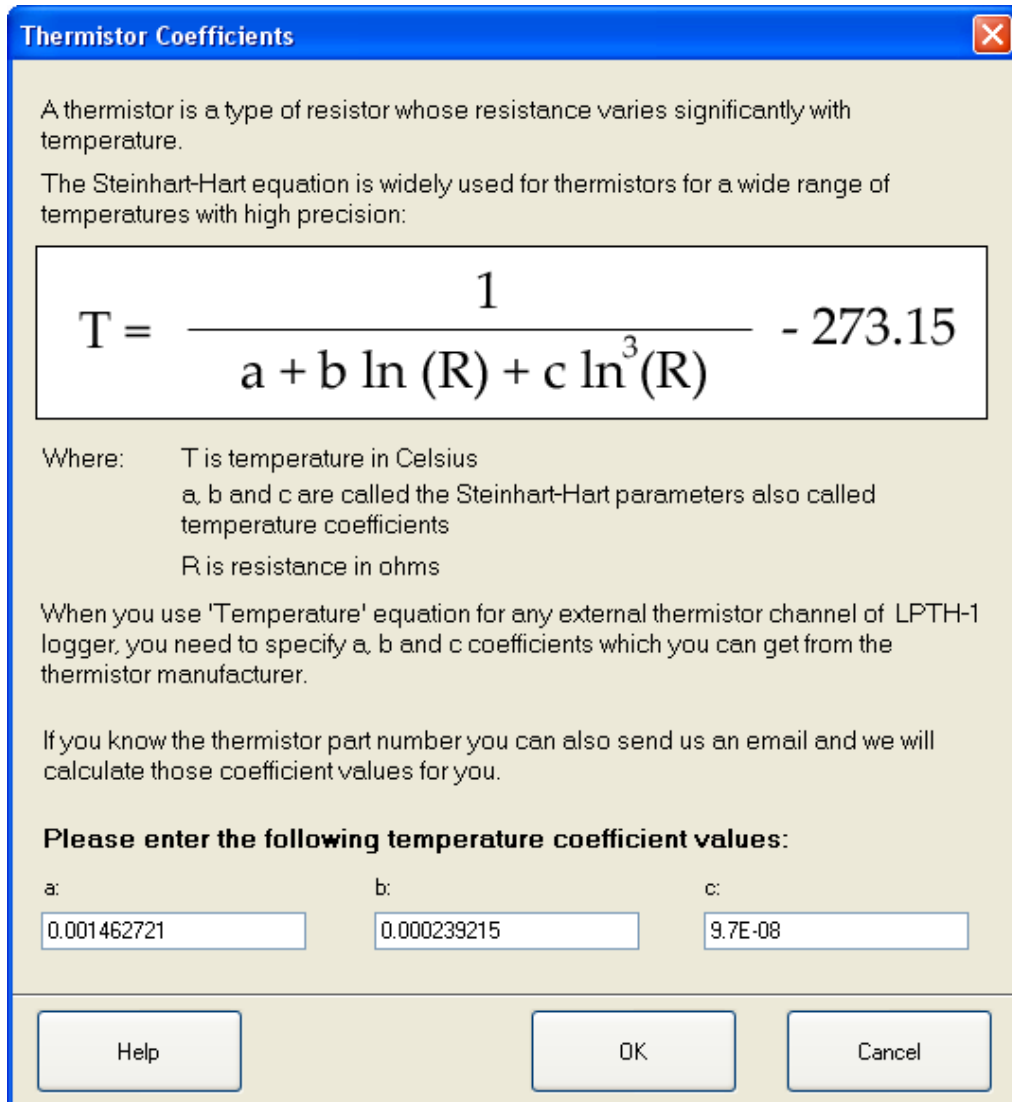 Thermistor Coefficients
A thermistor is a type of resistor whose resistance varies significantly with
temperature.
The Steinhart-Hart equation is widely used for thermistors for a wide range of
temperatures with high precision:
T = 1 / (a + b ln (R) + c ln³(R)) - 273.15
Where: T is temperature in Celsius
a, b and c are called the Steinhart-Hart parameters also called
temperature coefficients
R is resistance in ohms
When you use 'Temperature' equation for any external thermistor channel of LPTH-1
logger, you need to specify a, b and c coefficients which you can get from the
thermistor manufacturer.
If you know the thermistor part number you can also send us an email and we will
calculate those coefficient values for you.
Please enter the following temperature coefficient values:
a: b: c:
0.001462721 0.000239215 9.7E-08
Help OK Cancel